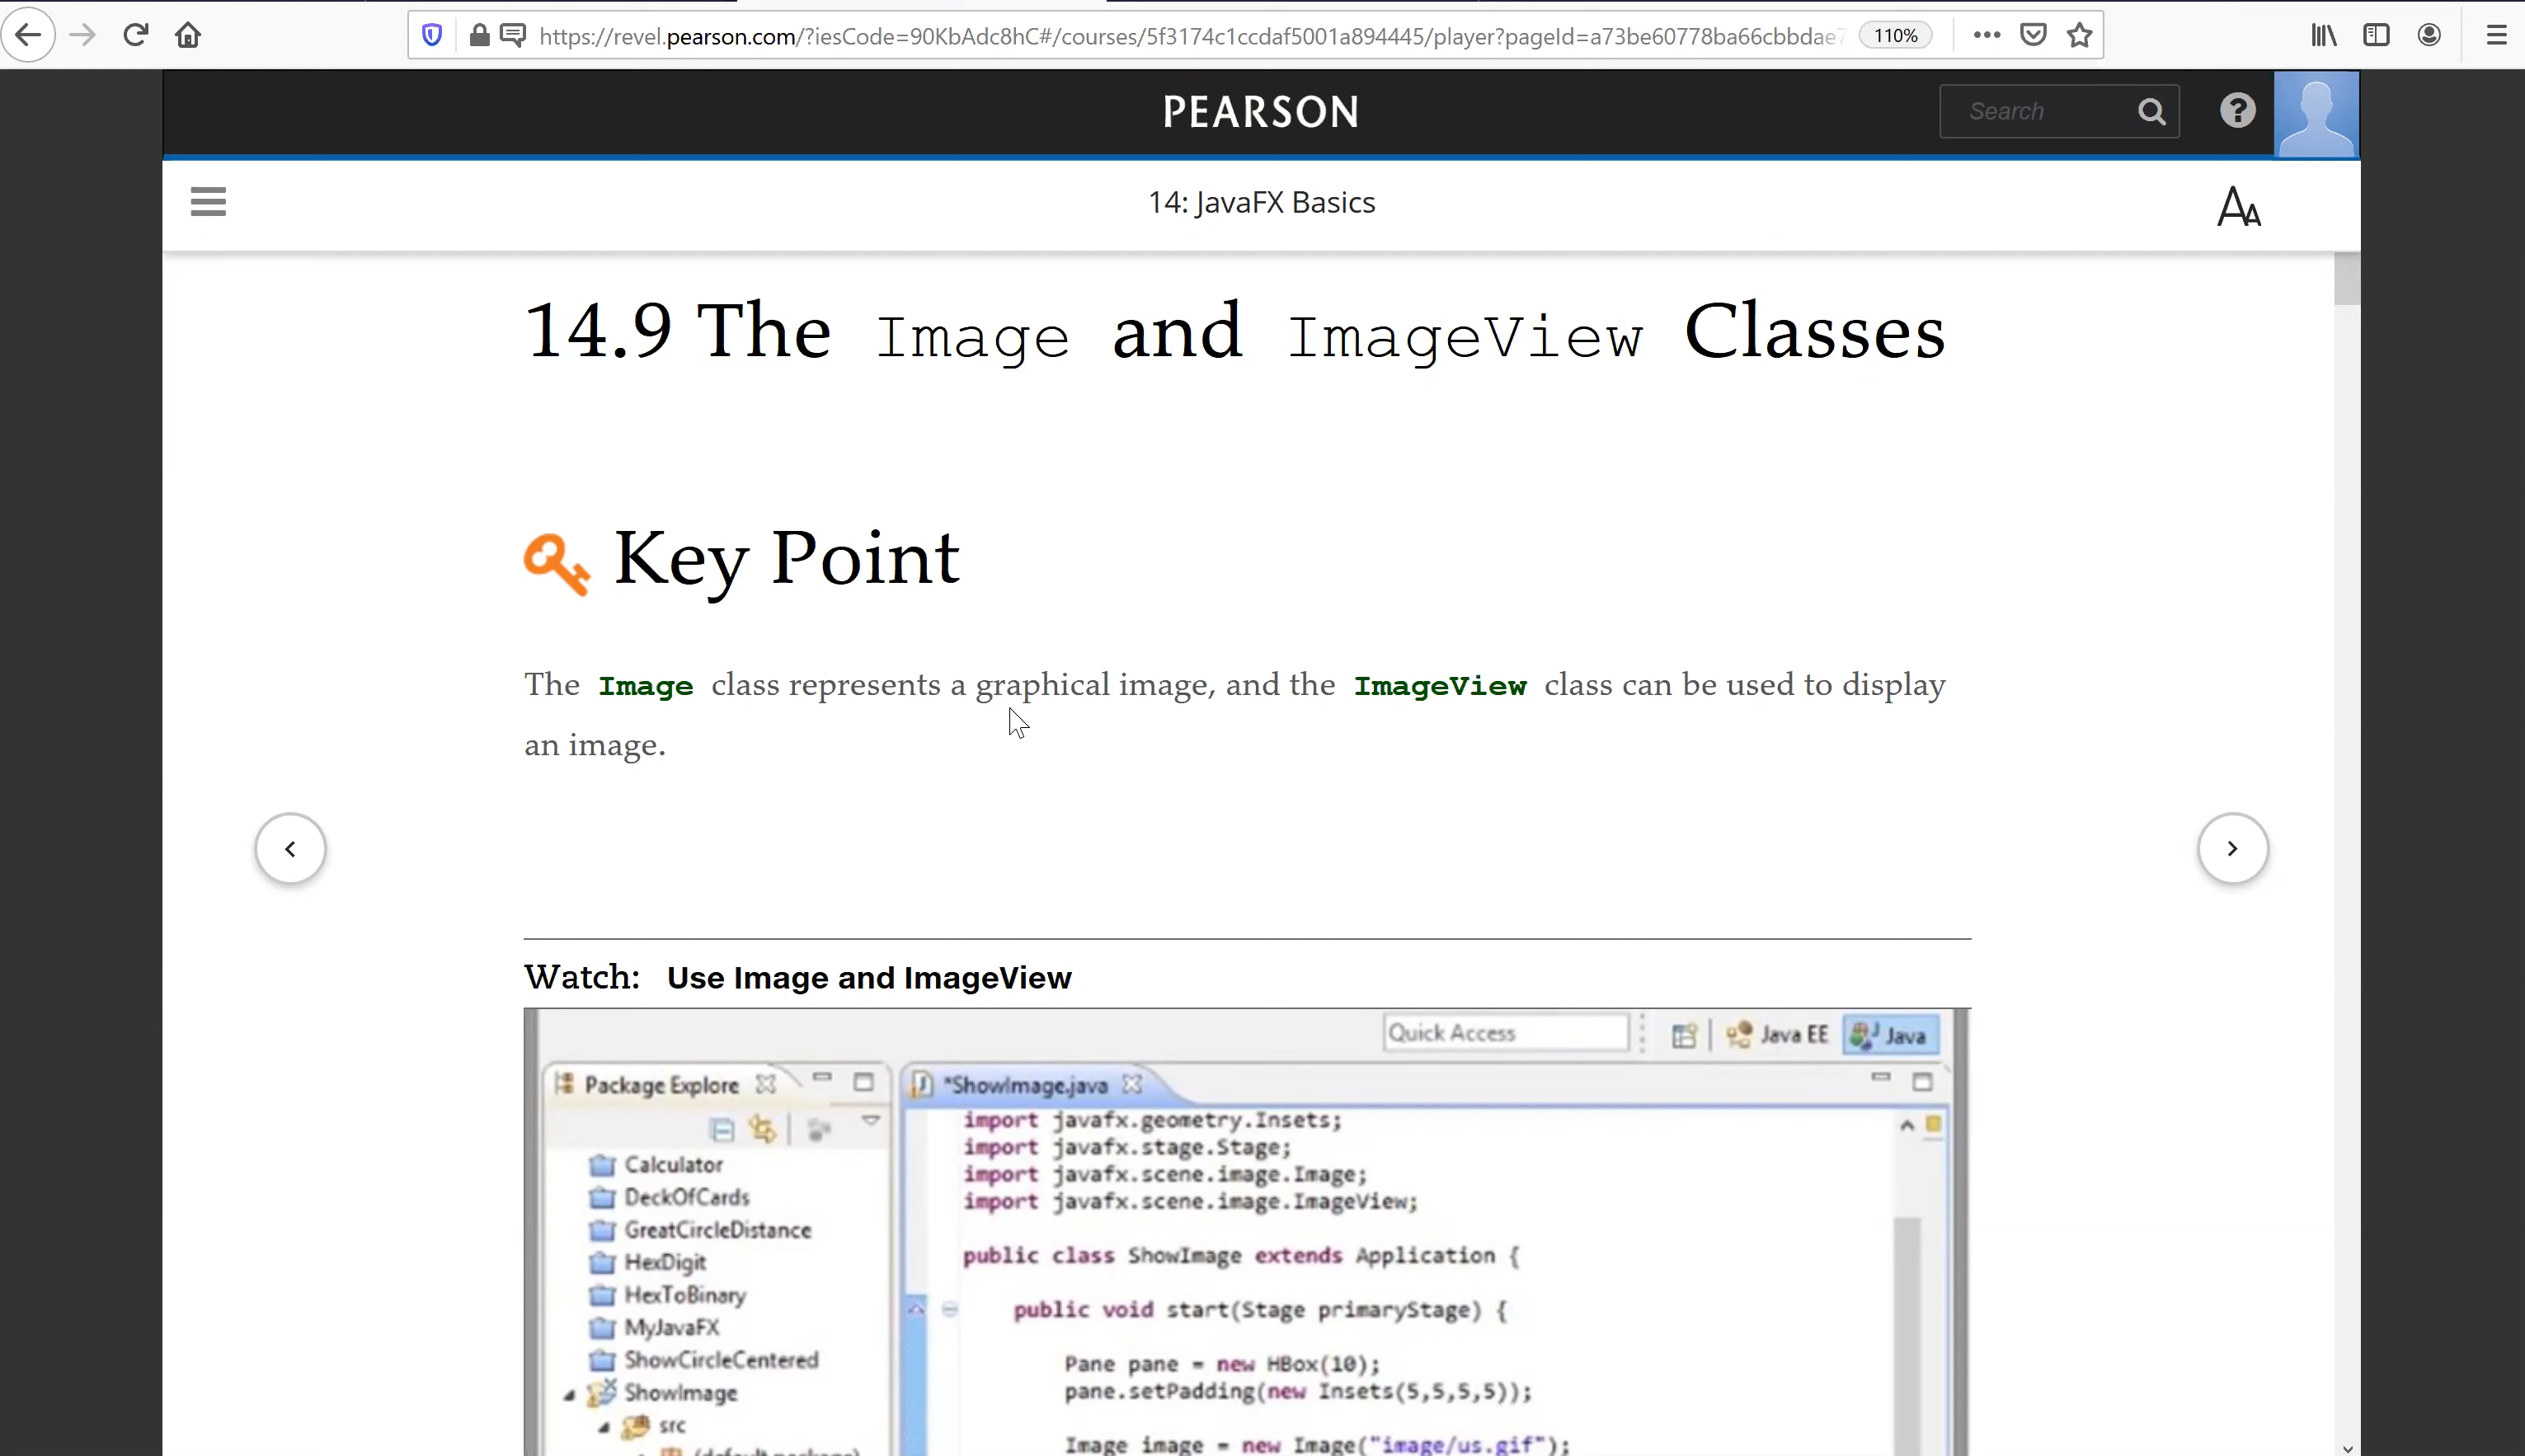 https://revel.pearson.com/?iesCode=90KbAdc8hC#/courses/5f3174c1ccdaf5001a894445/player?pageId=a73be60778ba66cbbdae7
110%
PEARSON
Search
14: JavaFX Basics
14.9 The Image and ImageView Classes
Key Point
The Image class represents a graphical image, and the ImageView class can be used to display
an image.
Watch: Use Image and ImageView
Quick Access
Java EE
Java
Package Explore
*ShowImage.java
import javafx.geometry.Insets;
import javafx.stage.Stage;
import javafx.scene.image.Image;
import javafx.scene.image.ImageView;
public class ShowImage extends Application {
public void start(Stage primaryStage) {
Pane pane = new HBox(10);
pane.setPadding(new Insets(5,5,5,5));
Image image = new Image("image/us.gif");
Calculator
DeckOfCards
GreatCircleDistance
HexDigit
HexToBinary
MyJavaFX
ShowCircleCentered
ShowImage
src
(default package)